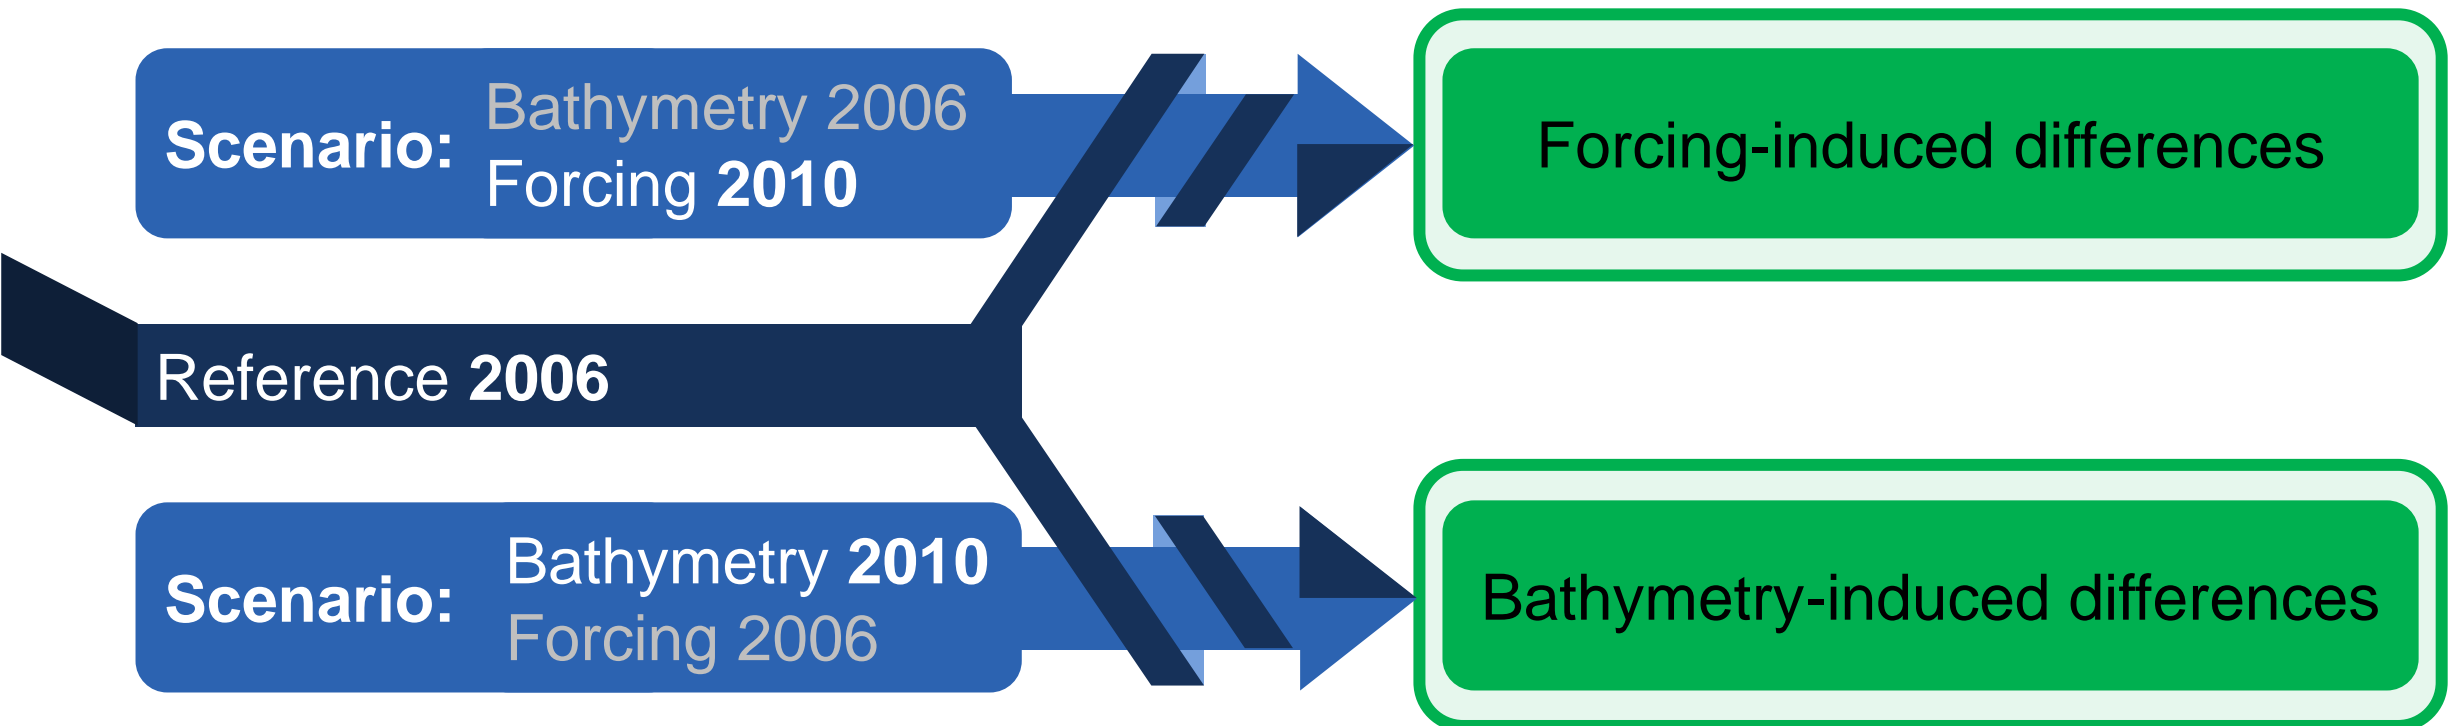 Scenario:
Bathymetry 2006
Forcing 2010
Forcing-induced differences
Reference 2006
Scenario:
Bathymetry 2010
Forcing 2006
Bathymetry-induced differences